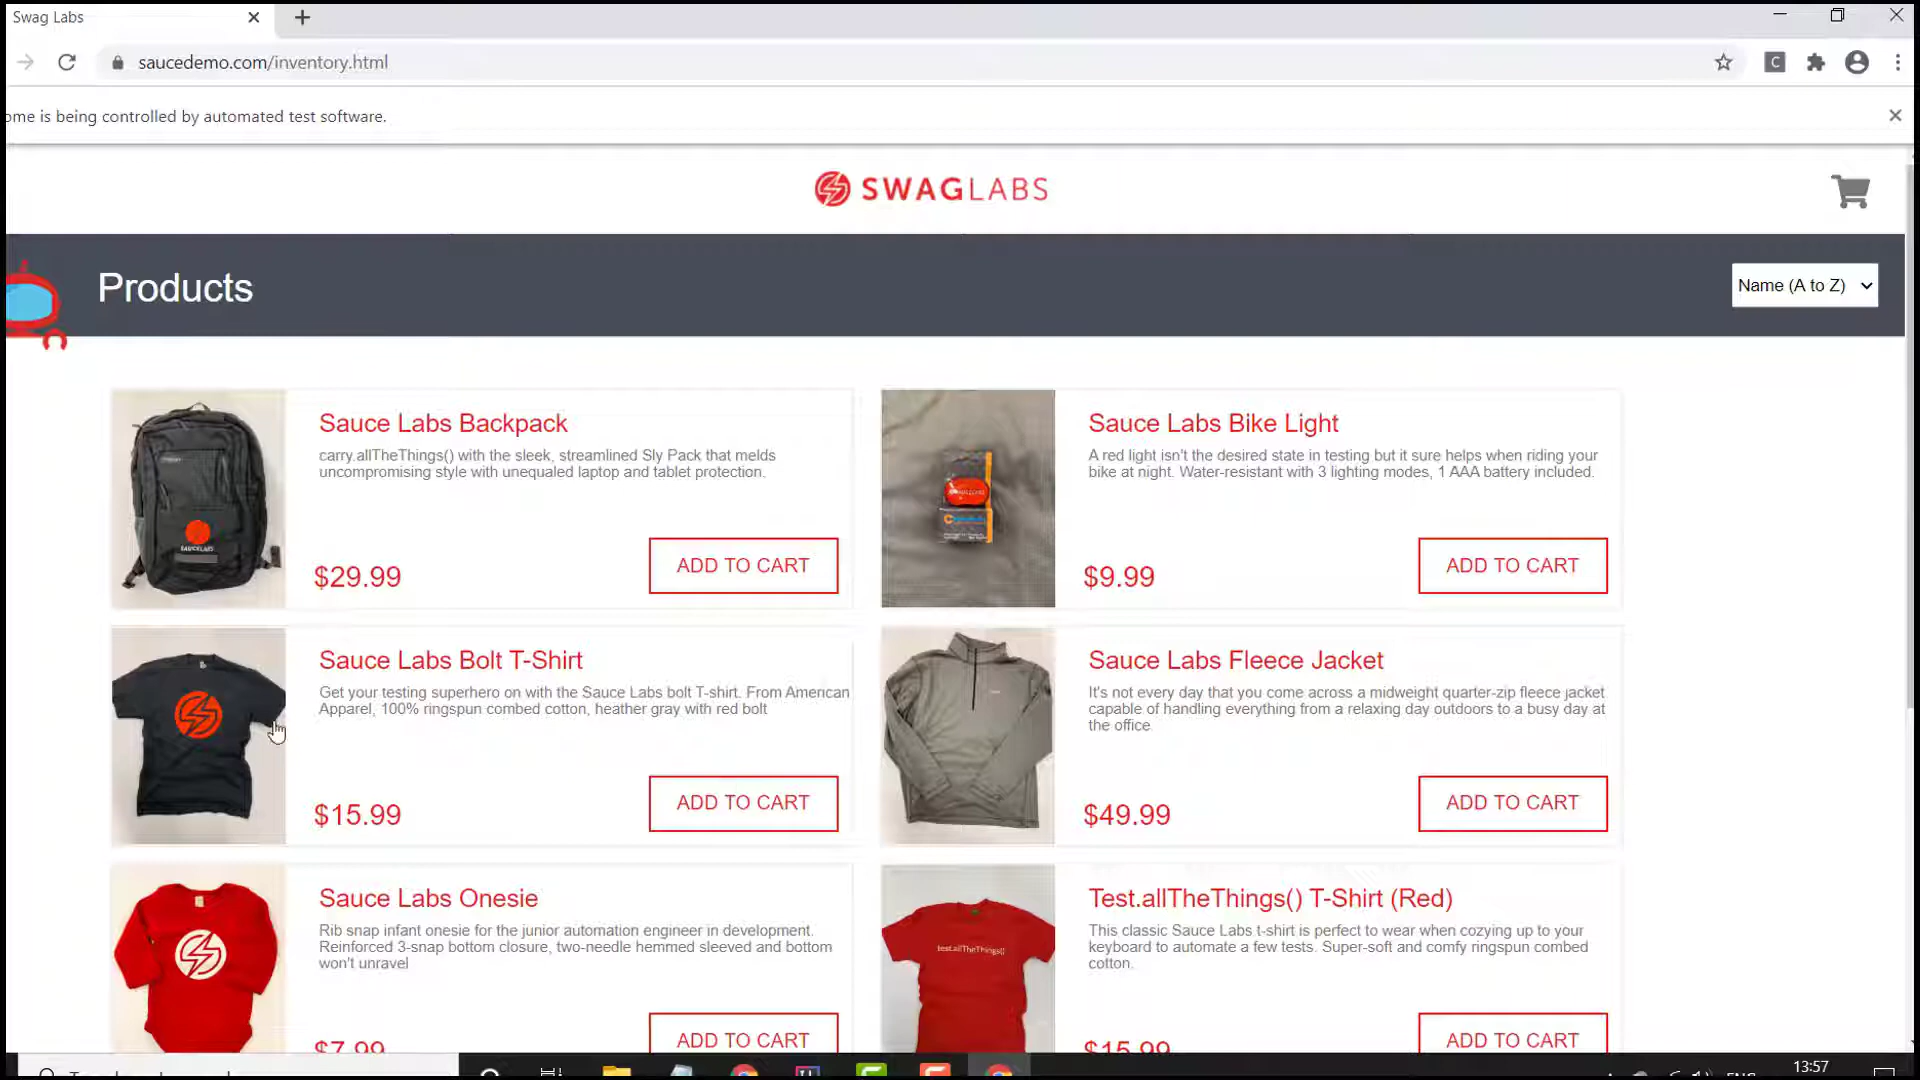 Swag Labs
saucedemo.com/inventory.html
ome is being controlled by automated test software.
SWAGLABS
Products
Name (A to Z)
Sauce Labs Backpack
carry.allTheThings() with the sleek, streamlined Sly Pack that melds
uncompromising style with unequaled laptop and tablet protection.
$29.99
ADD TO CART
Sauce Labs Bike Light
A red light isn't the desired state in testing but it sure helps when riding your
bike at night. Water-resistant with 3 lighting modes, 1 AAA battery included.
$9.99
ADD TO CART
Sauce Labs Bolt T-Shirt
Get your testing superhero on with the Sauce Labs bolt T-shirt. From American
Apparel, 100% ringspun combed cotton, heather gray with red bolt
$15.99
ADD TO CART
Sauce Labs Fleece Jacket
It's not every day that you come across a midweight quarter-zip fleece jacket
capable of handling everything from a relaxing day outdoors to a busy day at
the office
$49.99
ADD TO CART
Sauce Labs Onesie
Rib snap infant onesie for the junior automation engineer in development.
Reinforced 3-snap bottom closure, two-needle hemmed sleeved and bottom
won't unravel
$7.99
ADD TO CART
Test.allTheThings() T-Shirt (Red)
test.allTheThings()
This classic Sauce Labs t-shirt is perfect to wear when cozying up to your
keyboard to automate a few tests. Super-soft and comfy ringspun combed
cotton.
$15.99
ADD TO CART
13:57